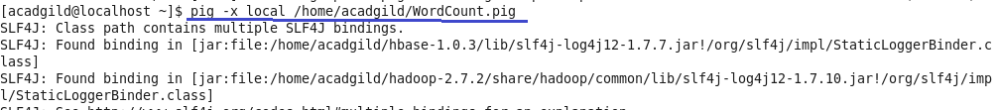 [acadgild@localhost ~]$ pig -x local /home/acadgild/WordCount.pig
SLF4J: Class path contains multiple SLF4J bindings.
SLF4J: Found binding in [jar:file:/home/acadgild/hbase-1.0.3/lib/slf4j-log4j12-1.7.7.jar!/org/slf4j/impl/StaticLoggerBinder.c
lass]
SLF4J: Found binding in [jar:file:/home/acadgild/hadoop-2.7.2/share/hadoop/common/lib/slf4j-log4j12-1.7.10.jar!/org/slf4j/imp
l/StaticLoggerBinder.class]